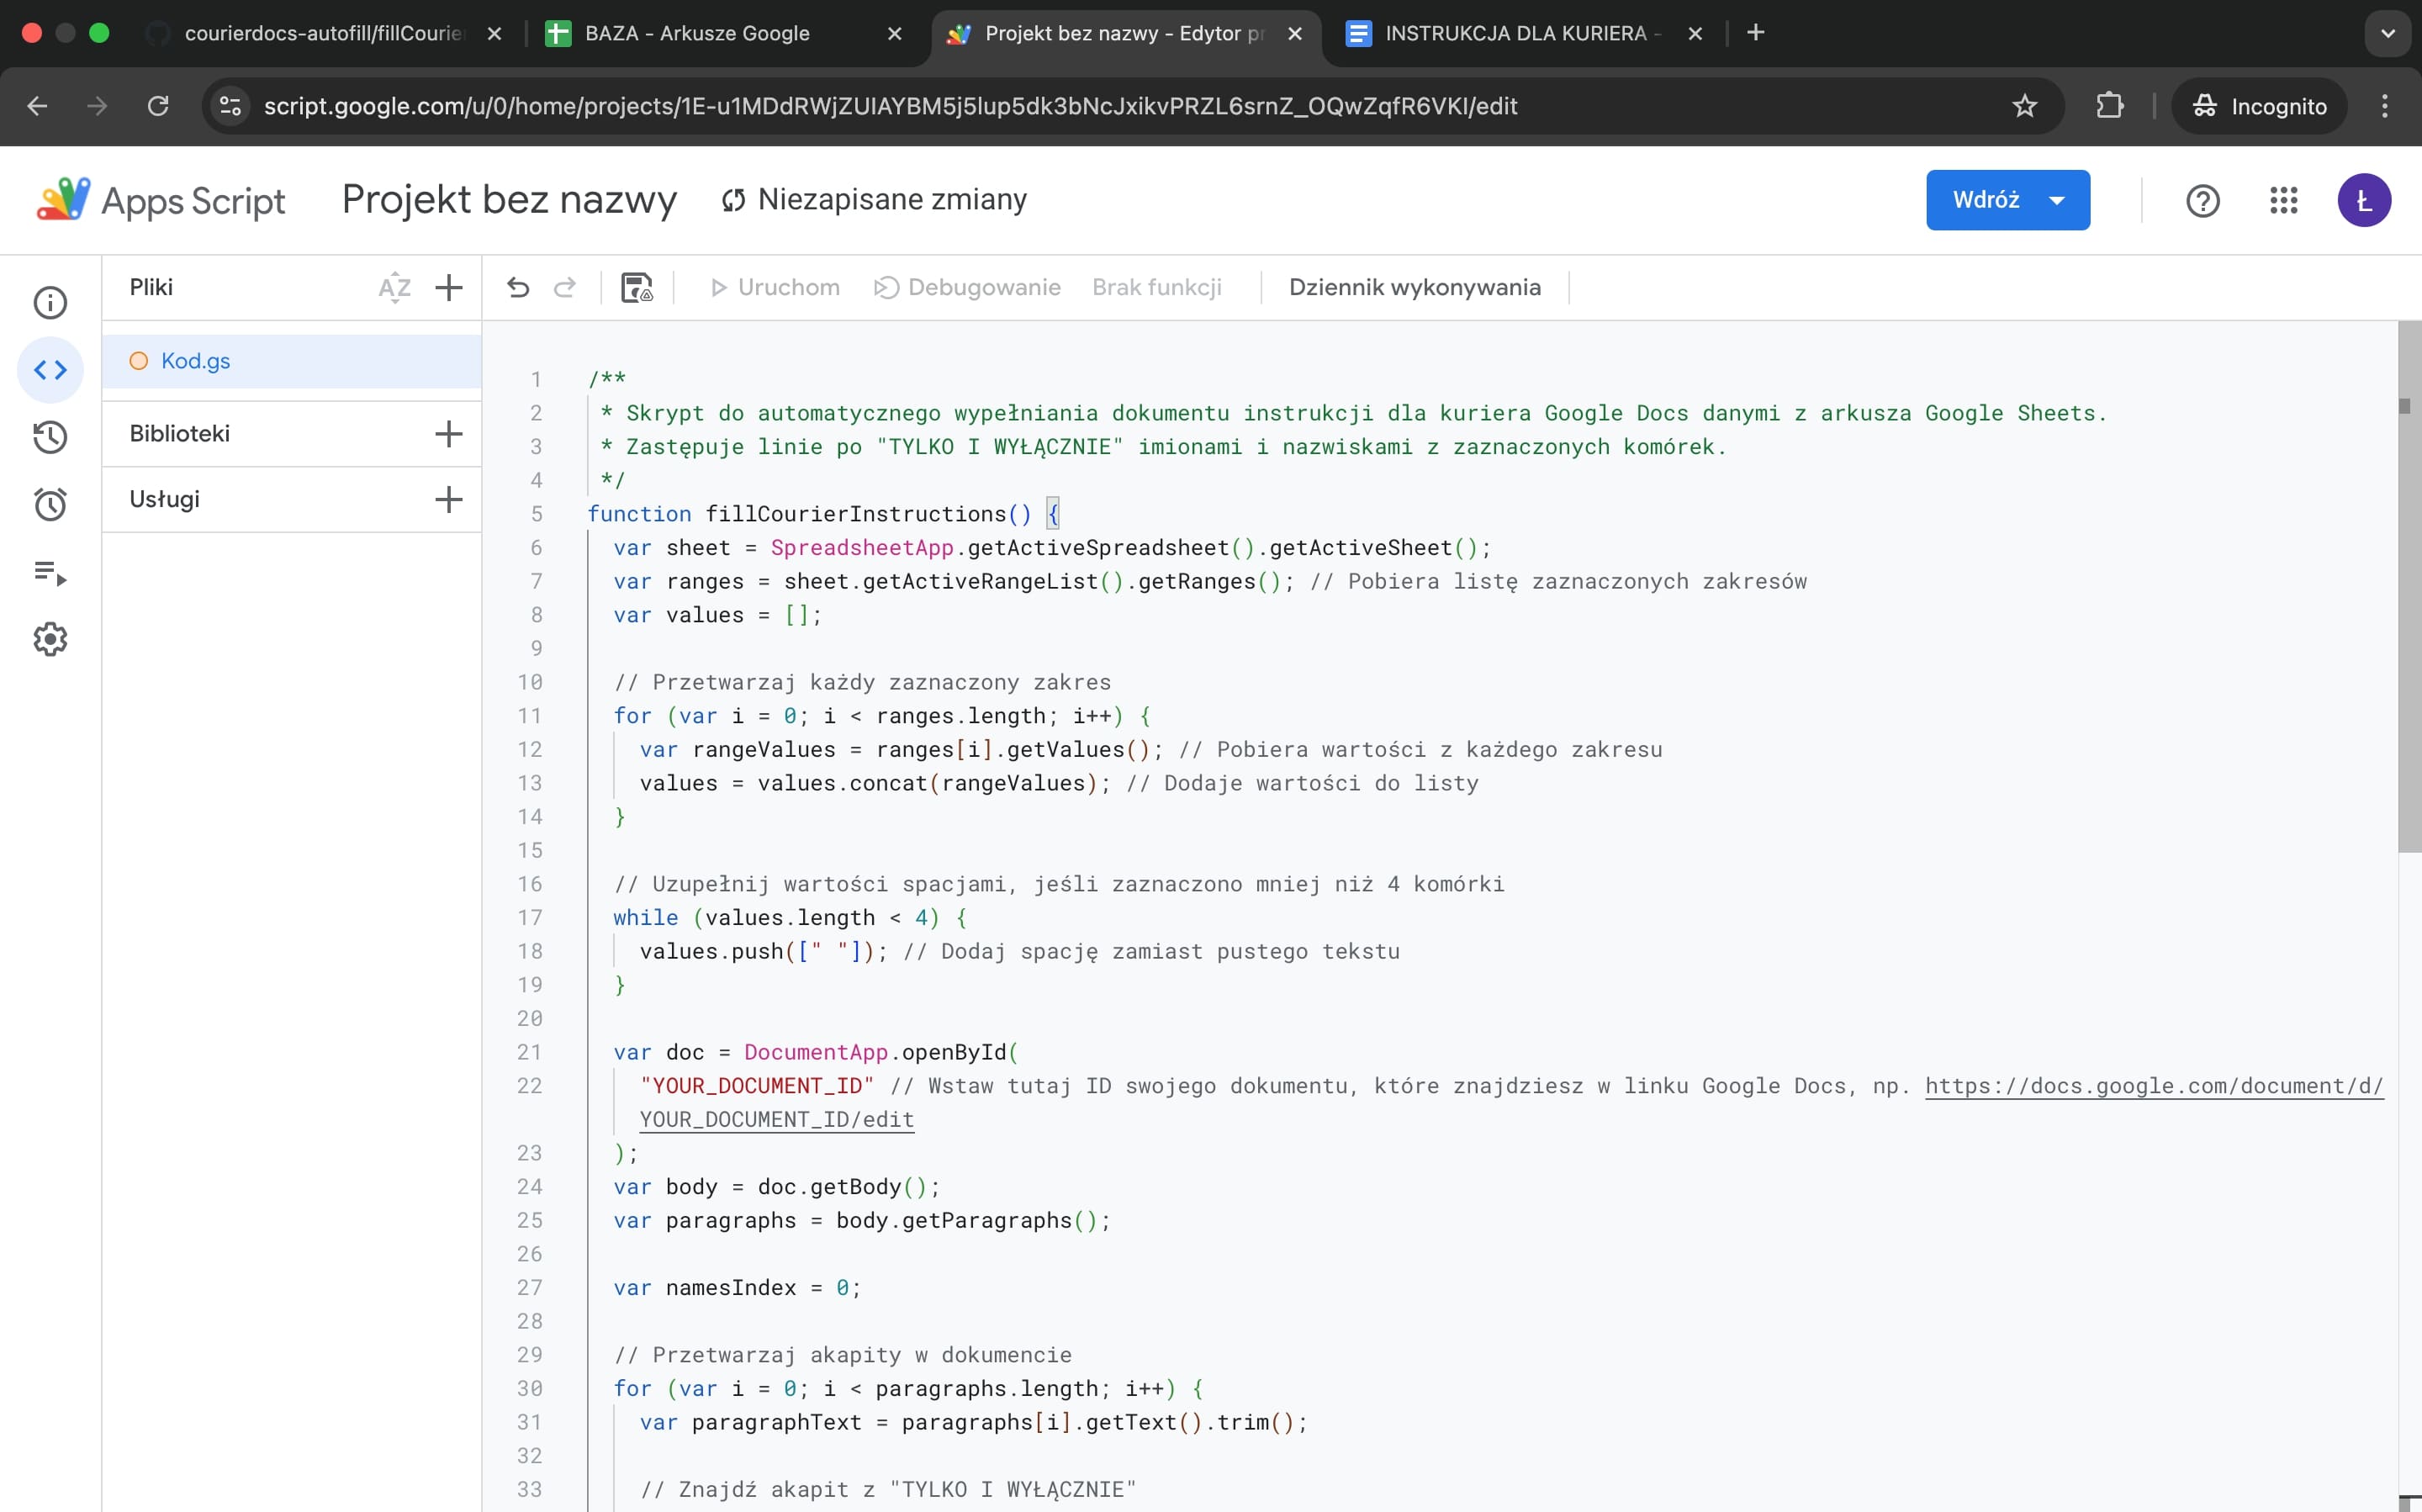 courierdocs-autofill/fillCourie
BAZA - Arkusze Google
Projekt bez nazwy - Edytor pr
INSTRUKCJA DLA KURIERA -
script.google.com/u/0/home/projects/1E-u1MDdRWjZUIAYBM5j5lup5dk3bNcJxikvPRZL6srnZ_OQwZqfR6VKI/edit
Incognito
Apps Script
Projekt bez nazwy
Niezapisane zmiany
Wdróż
Ł
Pliki
AZ
Uruchom
Debugowanie
Brak funkcji
Dziennik wykonywania
Kod.gs
Biblioteki
Usługi
1 /**
2 * Skrypt do automatycznego wypełniania dokumentu instrukcji dla kuriera Google Docs danymi z arkusza Google Sheets.
3 * Zastępuje linie po "TYLKO I WYŁĄCZNIE" imionami i nazwiskami z zaznaczonych komórek.
4 */
5 function fillCourierInstructions() {
6 var sheet = SpreadsheetApp.getActiveSpreadsheet().getActiveSheet();
7 var ranges = sheet.getActiveRangeList().getRanges(); // Pobiera listę zaznaczonych zakresów
8 var values = [];
9
10 // Przetwarzaj każdy zaznaczony zakres
11 for (var i = 0; i < ranges.length; i++) {
12 var rangeValues = ranges[i].getValues(); // Pobiera wartości z każdego zakresu
13 values = values.concat(rangeValues); // Dodaje wartości do listy
14 }
15
16 // Uzupełnij wartości spacjami, jeśli zaznaczono mniej niż 4 komórki
17 while (values.length < 4) {
18 values.push([" "]); // Dodaj spację zamiast pustego tekstu
19 }
20
21 var doc = DocumentApp.openById(
22 "YOUR_DOCUMENT_ID" // Wstaw tutaj ID swojego dokumentu, które znajdziesz w linku Google Docs, np. https://docs.google.com/document/d/
YOUR_DOCUMENT_ID/edit
23 );
24 var body = doc.getBody();
25 var paragraphs = body.getParagraphs();
26
27 var namesIndex = 0;
28
29 // Przetwarzaj akapity w dokumencie
30 for (var i = 0; i < paragraphs.length; i++) {
31 var paragraphText = paragraphs[i].getText().trim();
32
33 // Znajdź akapit z "TYLKO I WYŁĄCZNIE"